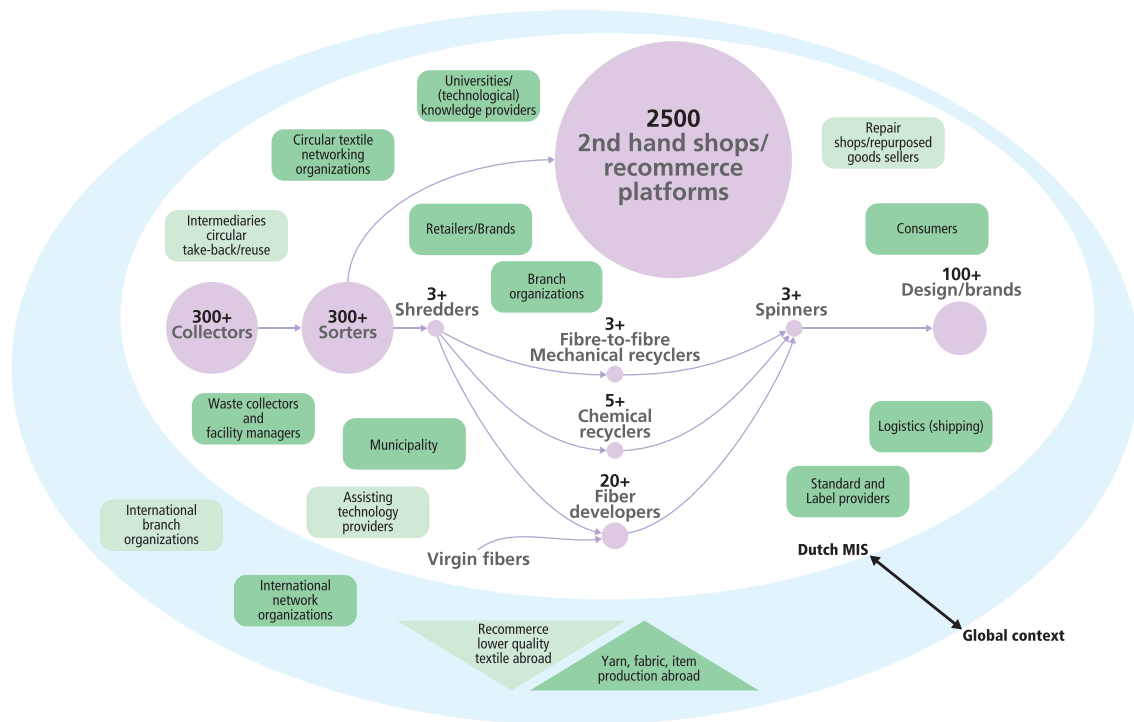 Universities/
(technological)
knowledge providers
2500
2nd hand shops/
recommerce
platforms
Repair
shops/repurposed
goods sellers
Circular textile
networking
organizations
Intermediaries
circular
take-back/reuse
Retailers/Brands
Consumers
Branch
organizations
100+
Design/brands
300+
Collectors
300+
Sorters
3+
Shredders
3+
Spinners
3+
Fibre-to-fibre
Mechanical recyclers
5+
Chemical
recyclers
Waste collectors
and
facility managers
Municipality
Logistics (shipping)
20+
Fiber
developers
Standard and
Label providers
Assisting
technology
providers
International
branch
organizations
Virgin fibers
Dutch MIS
International
network
organizations
Global context
Recommerce
lower quality
textile abroad
Yarn, fabric, item
production abroad